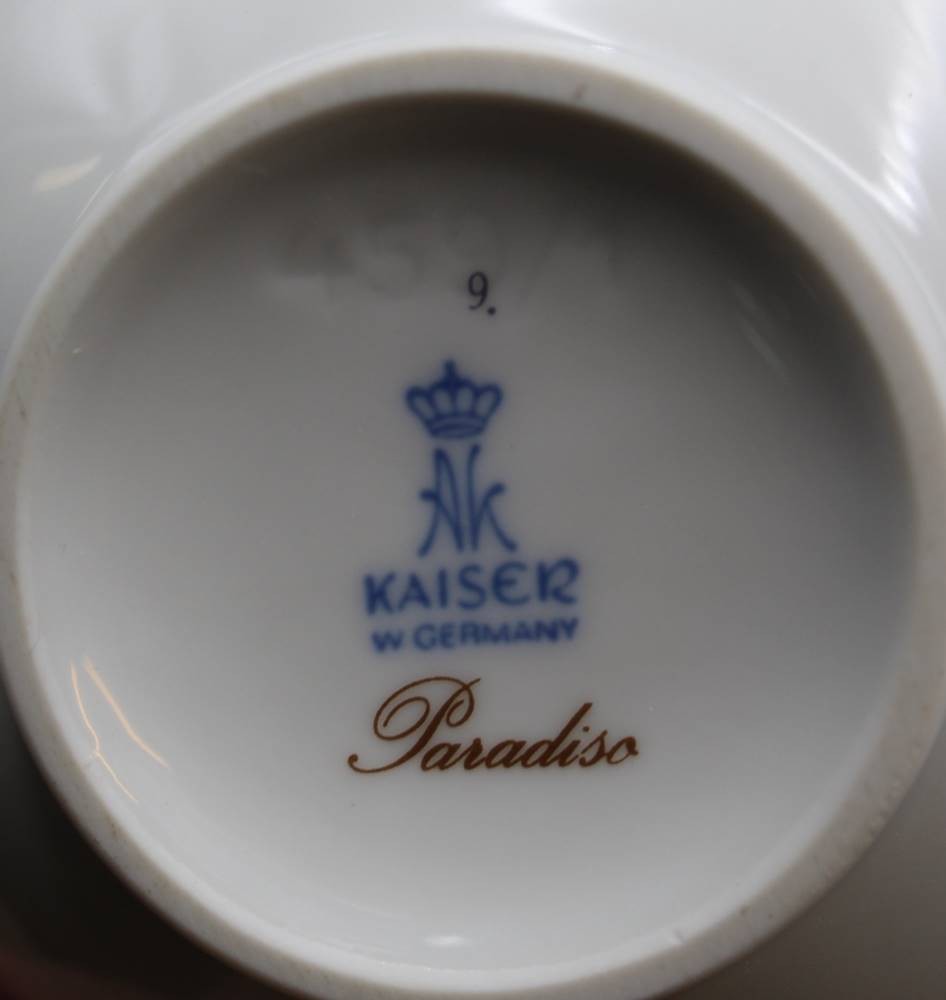 9.
AK
KAISER
W. GERMANY
Paradiso